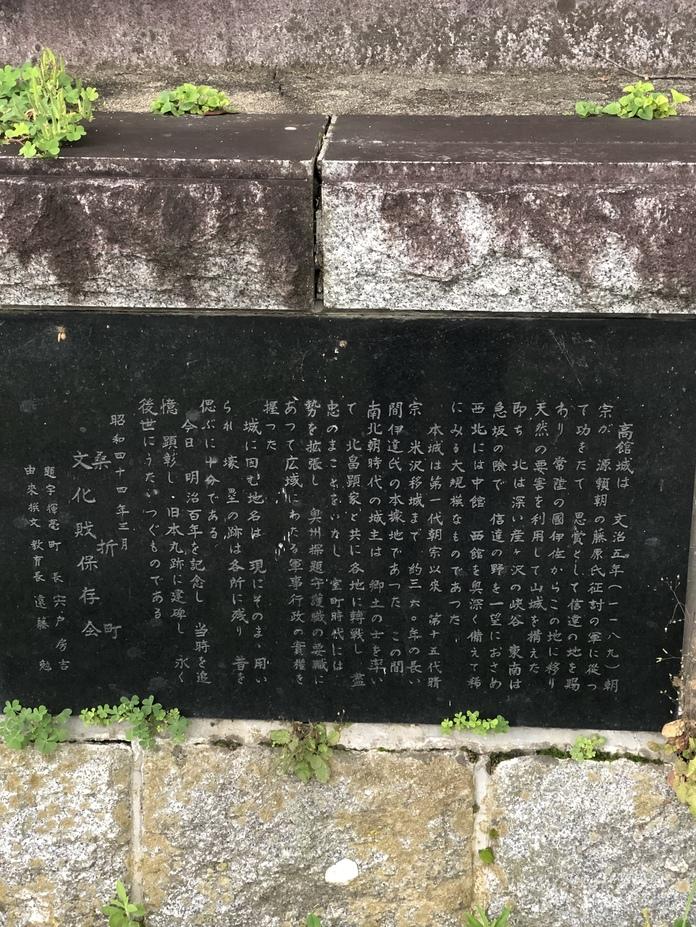 高館城は　文治五年(一一八九)朝
宗が　源頼朝の藤原氏征討の軍に従っ
て功をたて　恩賞として信達の地を賜
わり　常陸の國伊佐からこの地に移り
天然の要害を利用して山城を構えた
即ち　北は深い産ヶ沢の峡谷　東南は
急坂の険で　信達の野を一望におさめ
西北には中館　西館を奥深く備えて稀
にみる大規模なものであった
本城は第一代朝宗以来　第十五代晴
宗　米沢移城まで　約三六〇年の長い
間伊達氏の本據地であった　この間
南北朝時代の城主は　郷土の士を率い
て　北畠顕家と共に各地に轉戦し　盡
忠のまことをいたし　室町時代には
勢を拡張し　奥州探題守護職の要職に
あって広域にわたる軍事行政の實権を
握った
城に因む地名は　現にそのまゝ用い
られ　壕　塁の跡は各所に残り　昔を
偲ぶに十分である
今日　明治百年を記念し　当時を追
憶　顕彰し　旧本丸跡に建碑し　永く
後世にうたいつぐものである
昭和四十四年三月
桑折町
文化財保存会
題字揮毫町　長　宍戸　房吉
由来撰文　教育長　遠藤　勉